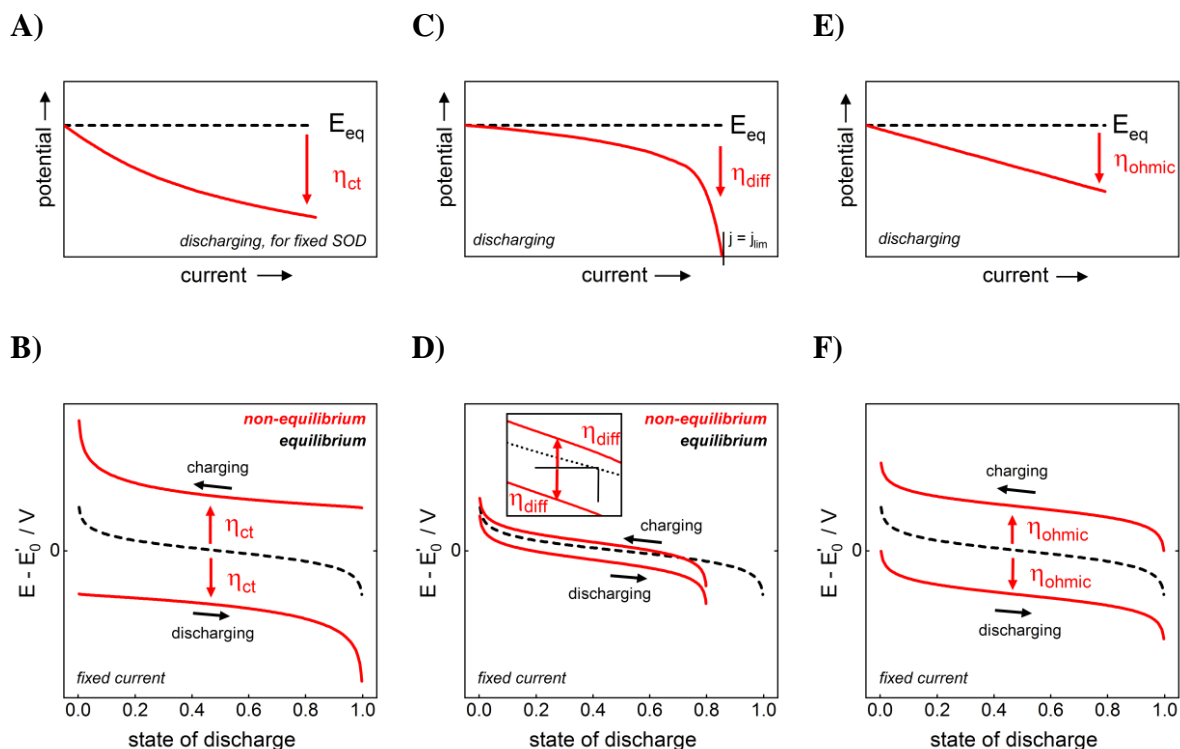 A)
C)
E)
potential
E_eq
η_ct
discharging, for fixed SOD
current
potential
E_eq
η_diff
discharging
j = j_lim
current
potential
E_eq
η_ohmic
discharging
current
B)
D)
F)
E - E'_0 / V
0
non-equilibrium
equilibrium
charging
η_ct
η_ct
discharging
fixed current
0.0 0.2 0.4 0.6 0.8 1.0
state of discharge
E - E'_0 / V
0
non-equilibrium
equilibrium
η_diff
η_diff
charging
discharging
fixed current
0.0 0.2 0.4 0.6 0.8 1.0
state of discharge
E - E'_0 / V
0
charging
η_ohmic
η_ohmic
discharging
fixed current
0.0 0.2 0.4 0.6 0.8 1.0
state of discharge